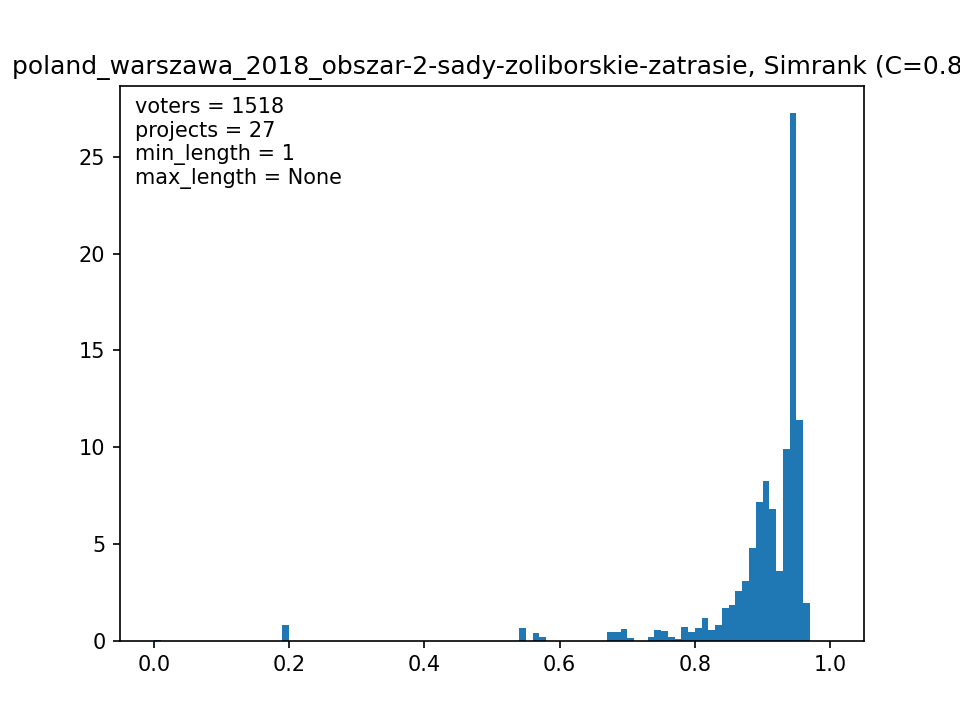 poland_warszawa_2018_obszar-2-sady-zoliborskie-zatrasie, Simrank (C=0.8
voters = 1518
projects = 27
min_length = 1
max_length = None
25
20
15
10
5
0
0.0 0.2 0.4 0.6 0.8 1.0